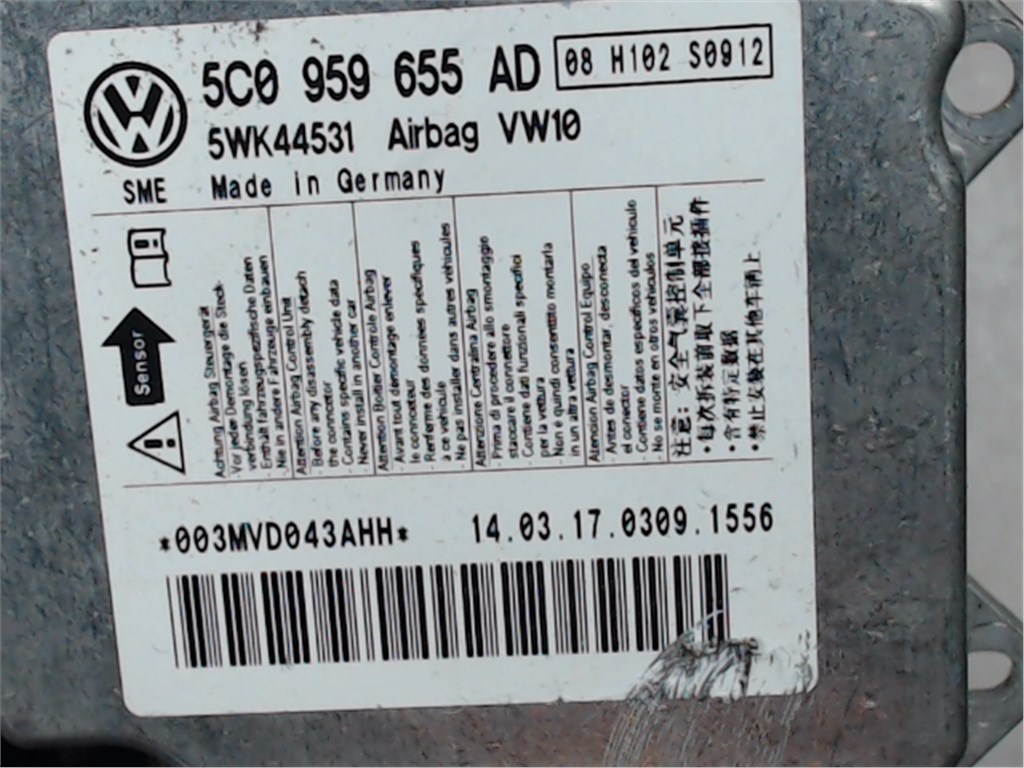 5C0 959 655 AD
08 H102 S0912
5WK44531 Airbag VW10
SME Made in Germany
Sensor
Achtung Airbag Steuergerät
- Vor jeder Demontage die Steck-
verbindung lösen
- Enthält fahrzeugspezifische Daten
- Nie in andere Fahrzeuge einbauen
Attention Airbag Control Unit
- Before any disassembly detach
the connector
- Contains specific vehicle data
- Never install in another car
Attention Boitier Controle Airbag
- Avant tout demontage enlever
le connecteur
- Renferme des données specifiques
a ce véhicule
- Ne pas installer dans autres véhicules
Attenzione Centralina Airbag
- Prima di procedere allo smontaggio
staccare il connettore
- Contiene dati funzionali specifici
per la vettura
- Non e quindi consentito montarla
in un altra vettura
Atencion Airbag Control Equipo
- Antes de desmontar, desconecta
el conector
- Contiene datos especificos del vehiculo
- No se monte en otros vehiculos
注意: 安全气囊控制单元
• 每次拆装前取下全部接插件
• 含有特定数据
• 禁止安装在其他车辆上
*003MVD043AHH* 14.03.17.0309.1556